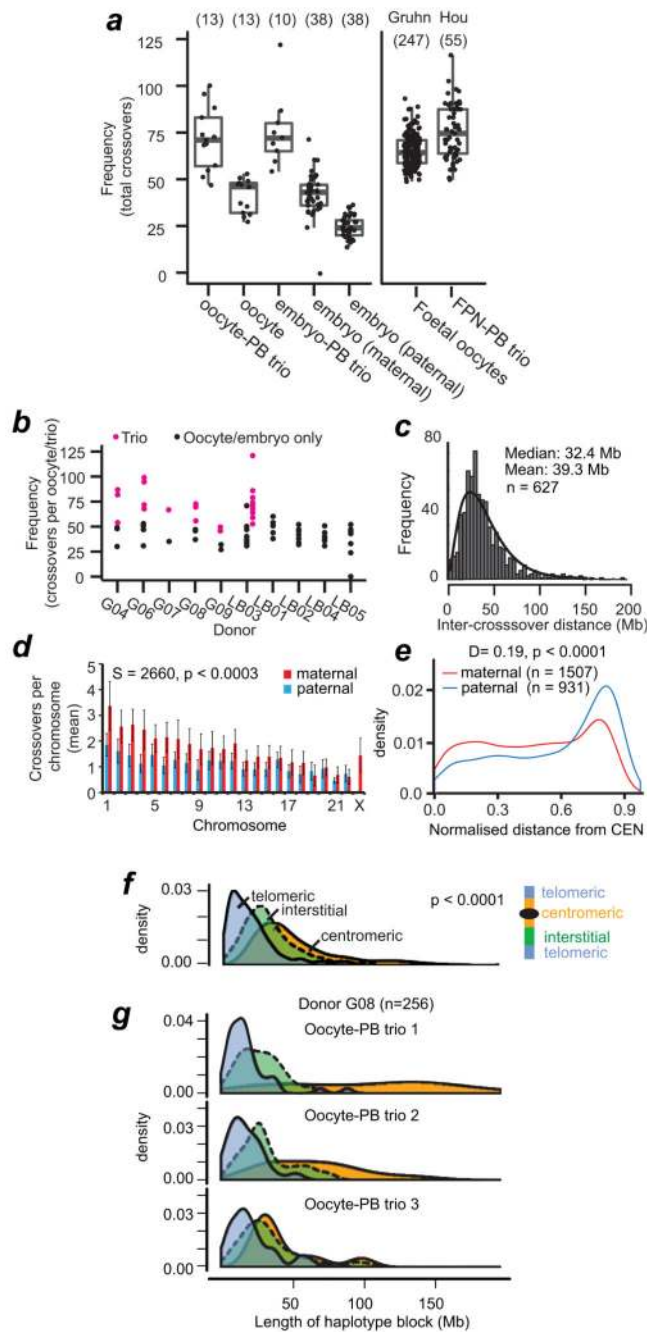 a
(13) (13) (10) (38) (38)
Gruhn Hou
(247) (55)
Frequency
(total crossovers)
125
100
75
50
25
0
oocyte-PB trio
oocyte
embryo-PB trio
embryo (maternal)
embryo (paternal)
Foetal oocytes
FPN-PB trio
b
Trio
Oocyte/embryo only
Frequency
(crossovers per oocyte/trio)
125
100
75
50
25
0
G04 G06 G07 G08 G09 LB03 LB01 LB02 LB04 LB05
Donor
c
Median: 32.4 Mb
Mean: 39.3 Mb
n = 627
Frequency
80
40
0
0 50 100 150 200
Inter-crosssover distance (Mb)
d
S = 2660, p < 0.0003
maternal
paternal
Crossovers per
chromosome
(mean)
5
4
3
2
1
0
1 5 9 13 17 21 X
Chromosome
e
D= 0.19, p < 0.0001
maternal (n = 1507)
paternal (n = 931)
density
0.02
0.01
0.0
0.0 0.3 0.6 0.9
Normalised distance from CEN
f
density
0.03
0.00
telomeric
interstitial
centromeric
p < 0.0001
telomeric
centromeric
interstitial
telomeric
g
Donor G08 (n=256)
Oocyte-PB trio 1
0.04
0.00
Oocyte-PB trio 2
density
0.03
0.00
Oocyte-PB trio 3
0.03
0.00
50 100 150
Length of haplotype block (Mb)